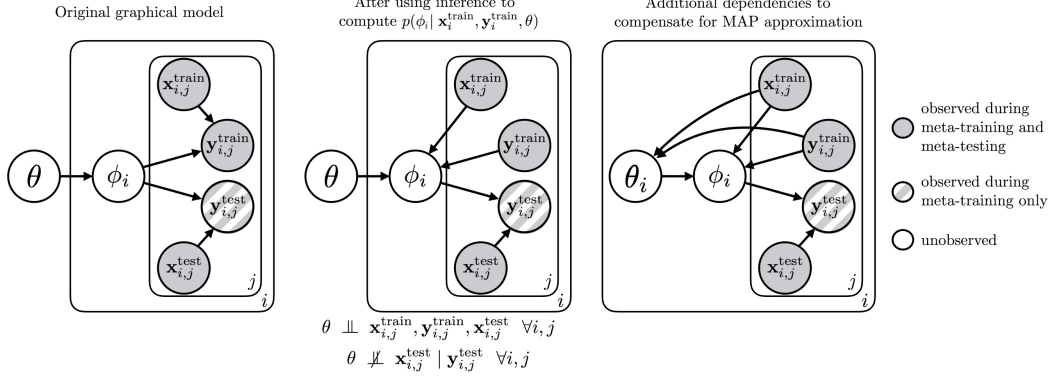 Original graphical model
After using inference to
compute p(ϕ_i| x_i^train, y_i^train, θ)
Additional dependencies to
compensate for MAP approximation
x_{i,j}^train
y_{i,j}^train
θ
ϕ_i
y_{i,j}^test
x_{i,j}^test
j
i
x_{i,j}^train
y_{i,j}^train
θ
ϕ_i
y_{i,j}^test
x_{i,j}^test
j
i
θ ⫫ x_{i,j}^train, y_{i,j}^train, x_{i,j}^test ∀i, j
θ ⫫̸ x_{i,j}^test | y_{i,j}^test ∀i, j
x_{i,j}^train
y_{i,j}^train
θ_i
ϕ_i
y_{i,j}^test
x_{i,j}^test
j
i
observed during
meta-training and
meta-testing
observed during
meta-training only
unobserved